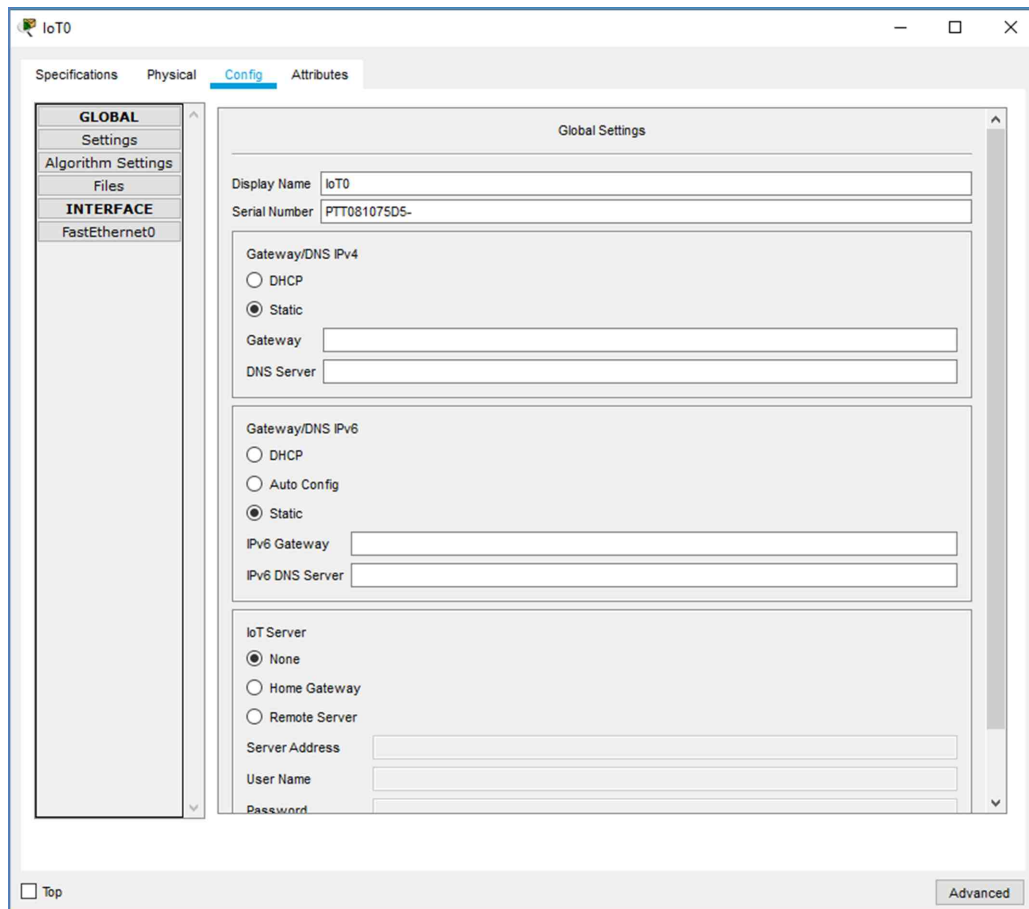 IoT0
Specifications Physical Config Attributes
GLOBAL
Settings
Algorithm Settings
Files
INTERFACE
FastEthernet0
Global Settings
Display Name IoT0
Serial Number PTT081075D5-
Gateway/DNS IPv4
DHCP
Static
Gateway
DNS Server
Gateway/DNS IPv6
DHCP
Auto Config
Static
IPv6 Gateway
IPv6 DNS Server
IoT Server
None
Home Gateway
Remote Server
Server Address
User Name
Password
Top
Advanced